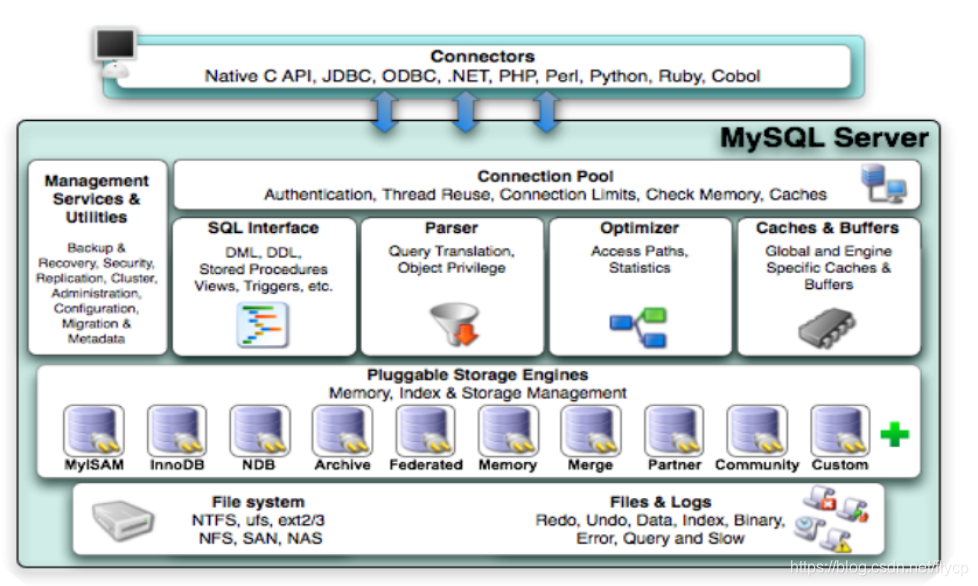 Connectors
Native C API, JDBC, ODBC, .NET, PHP, Perl, Python, Ruby, Cobol
MySQL Server
Management
Services &
Utilities
Backup &
Recovery, Security,
Replication, Cluster,
Administration,
Configuration,
Migration &
Metadata
Connection Pool
Authentication, Thread Reuse, Connection Limits, Check Memory, Caches
SQL Interface
DML, DDL,
Stored Procedures
Views, Triggers, etc.
Parser
Query Translation,
Object Privilege
Optimizer
Access Paths,
Statistics
Caches & Buffers
Global and Engine
Specific Caches &
Buffers
Pluggable Storage Engines
Memory, Index & Storage Management
MyISAM
InnoDB
NDB
Archive
Federated
Memory
Merge
Partner
Community
Custom
File system
NTFS, ufs, ext2/3
NFS, SAN, NAS
Files & Logs
Redo, Undo, Data, Index, Binary,
Error, Query and Slow